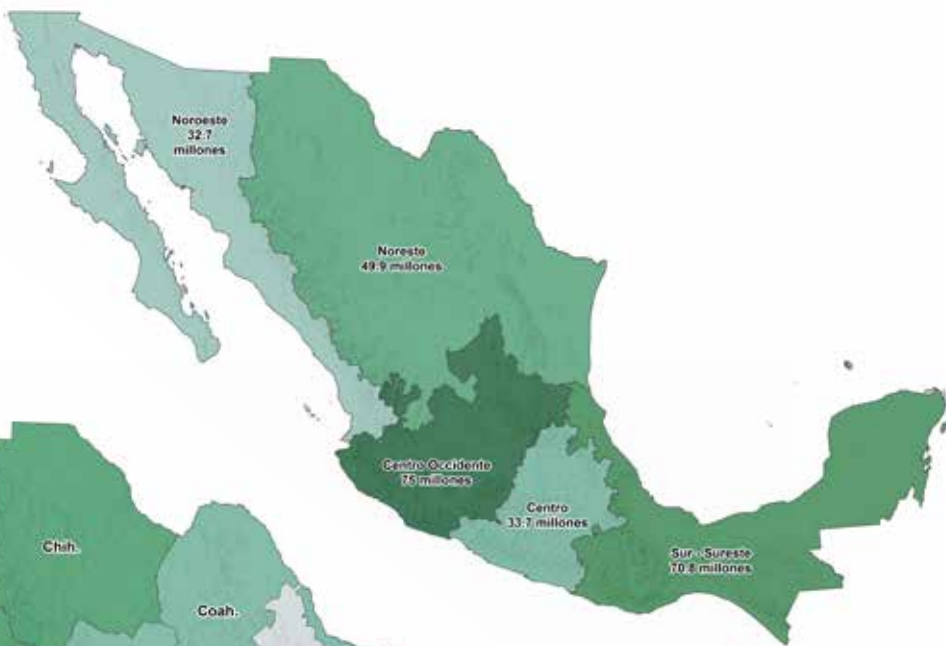 Noroeste
32.7
millones
Noreste
49.9 millones
Centro Occidente
75 millones
Centro
33.7 millones
Sur - Sureste
70.8 millones
Chih.
Coah.